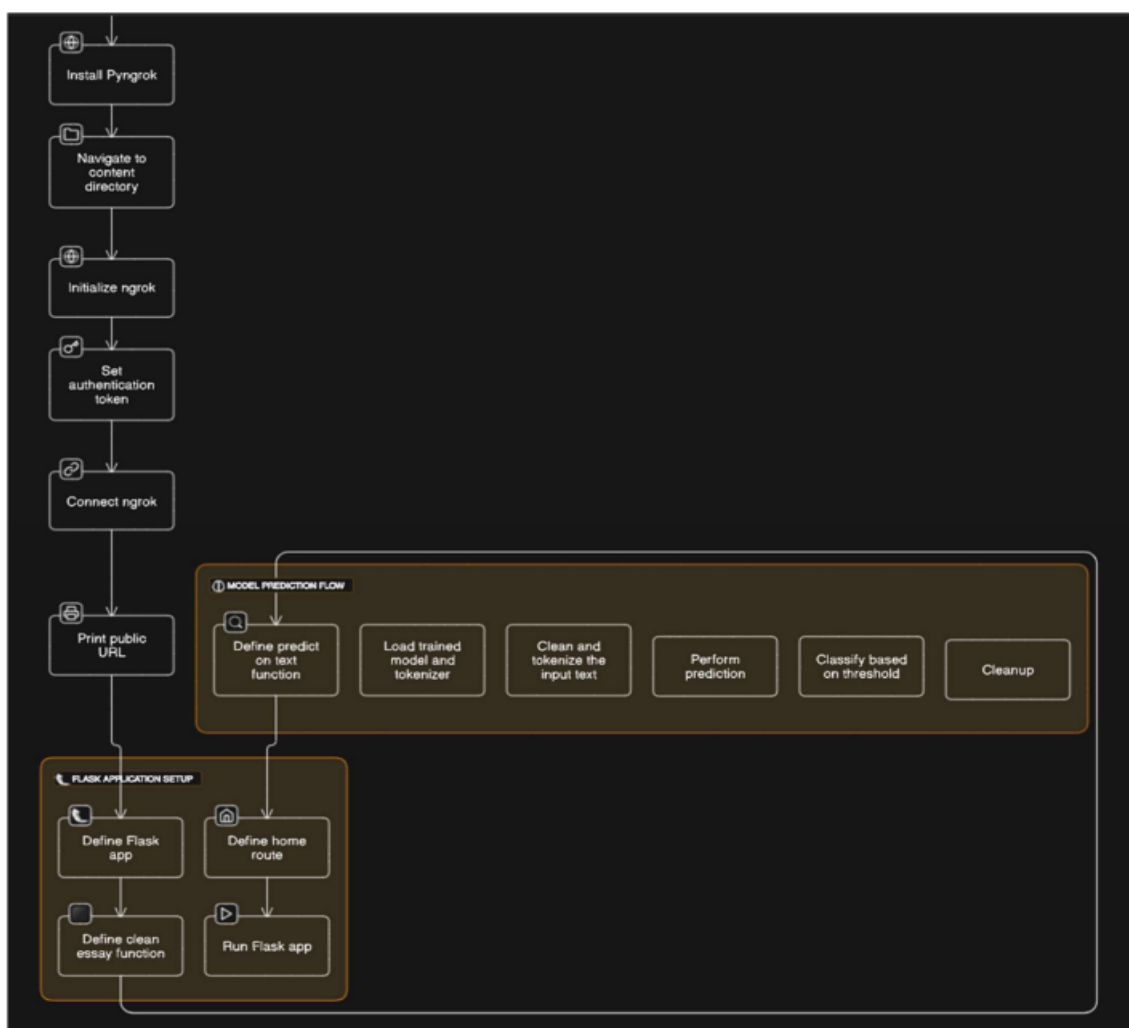 Install Pyngrok
Navigate to
content
directory
Initialize ngrok
Set
authentication
token
Connect ngrok
Print public
URL
MODEL PREDICTION FLOW
Define predict
on text
function
Load trained
model and
tokenizer
Clean and
tokenize the
input text
Perform
prediction
Classify based
on threshold
Cleanup
FLASK APPLICATION SETUP
Define Flask
app
Define home
route
Define clean
essay function
Run Flask app